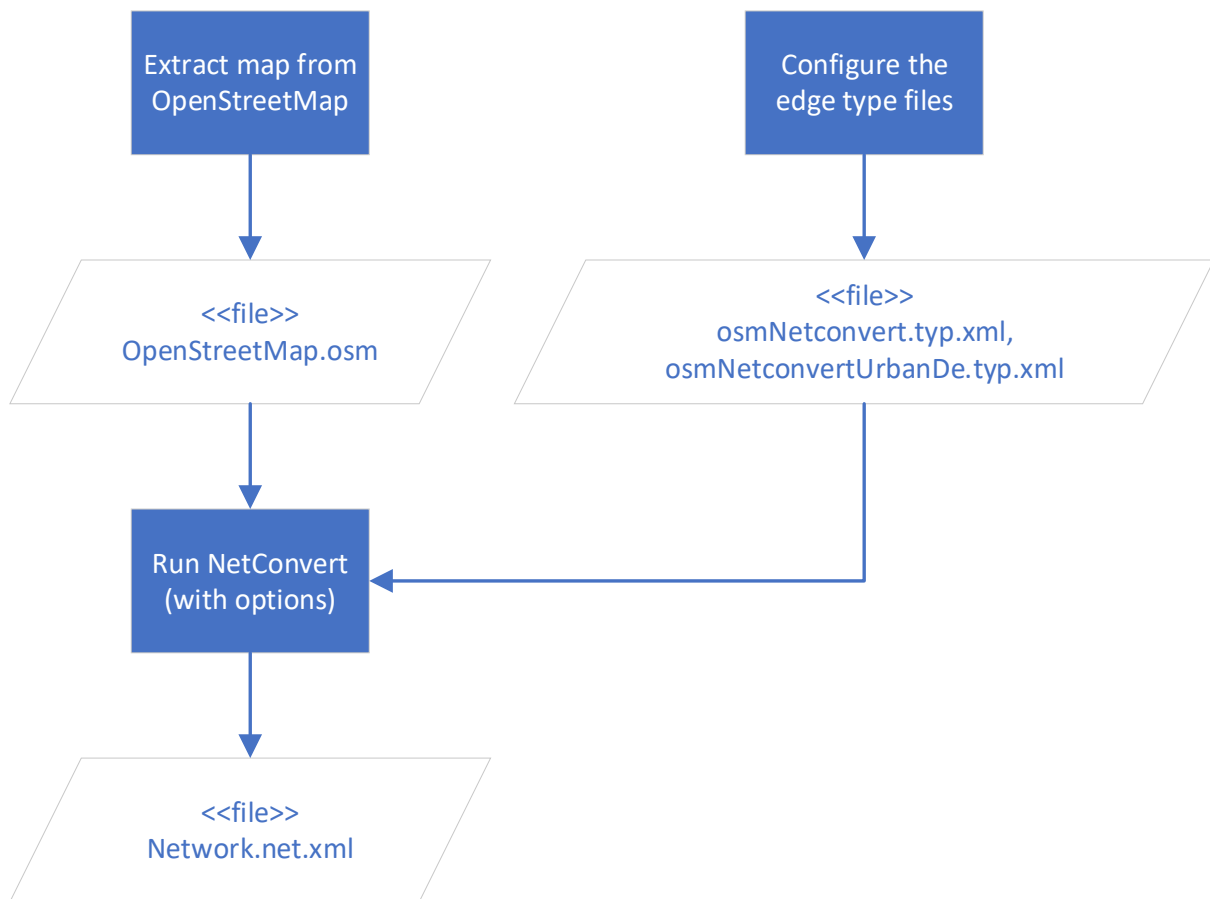 Extract map from
OpenStreetMap
Configure the
edge type files
<<file>>
OpenStreetMap.osm
<<file>>
osmNetconvert.typ.xml,
osmNetconvertUrbanDe.typ.xml
Run NetConvert
(with options)
<<file>>
Network.net.xml